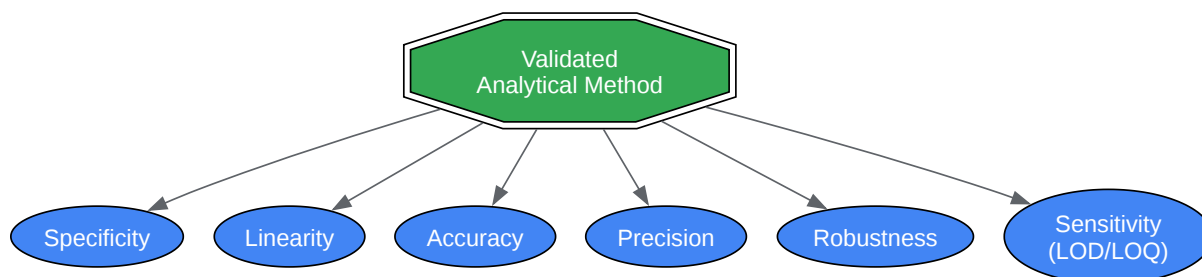 Validated
Analytical Method
Specificity
Linearity
Accuracy
Precision
Robustness
Sensitivity
(LOD/LOQ)